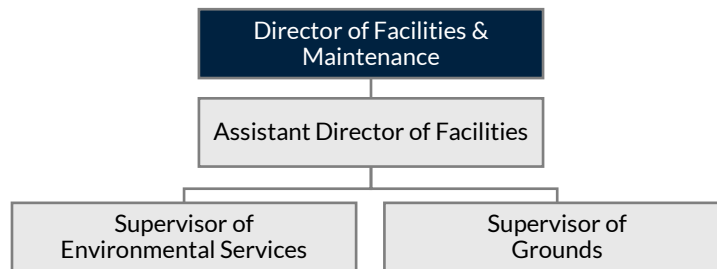 Director of Facilities &
Maintenance
Assistant Director of Facilities
Supervisor of
Environmental Services
Supervisor of
Grounds